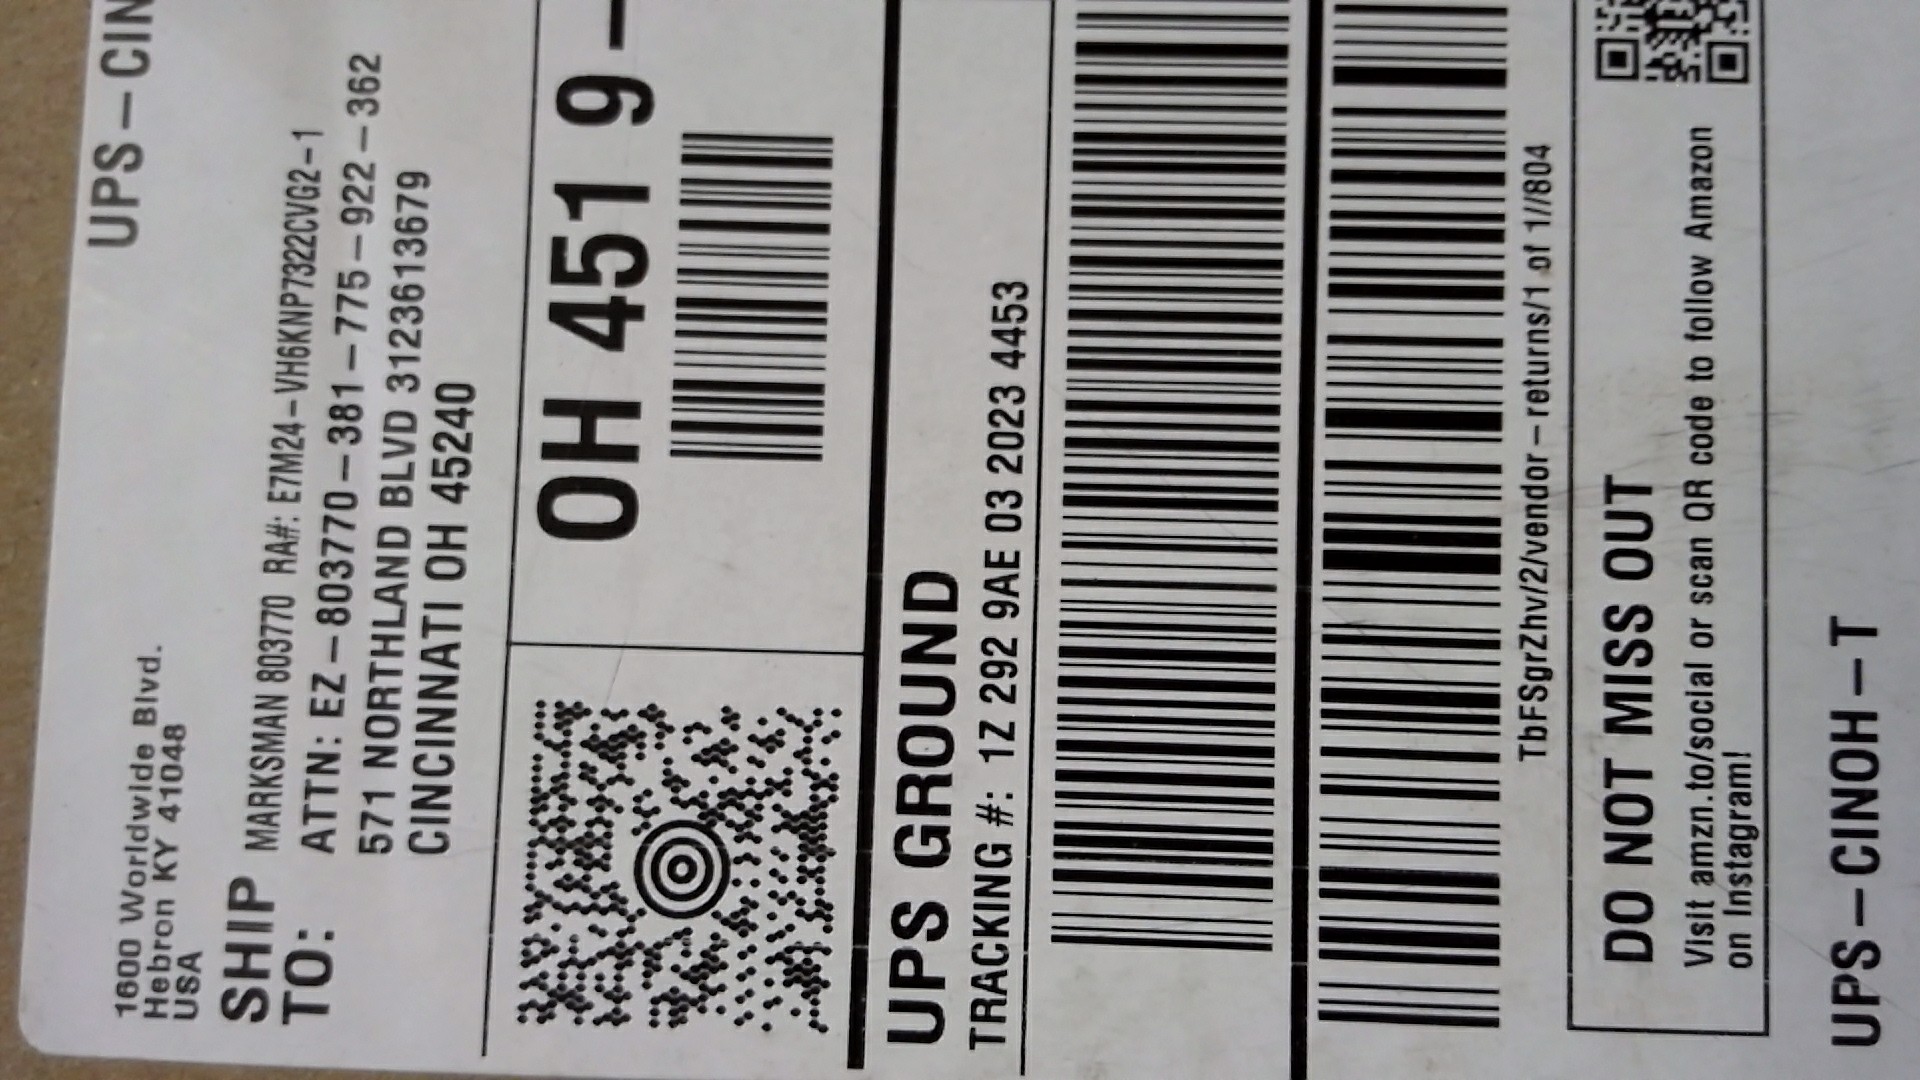 UPS-CIN
1600 Worldwide Blvd.
Hebron KY 41048
USA
SHIP
TO:
MARKSMAN 803770 RA#: E7M24-VH6KNP7322CVG2-1
ATTN: EZ-803770-381-775-922-362
571 NORTHLAND BLVD 3123613679
CINCINNATI OH 45240
OH 451 9-
UPS GROUND
TRACKING #: 1Z 292 9AE 03 2023 4453
TbFSgrZhv/2/vendor-returns/1 of 1//804
DO NOT MISS OUT
Visit amzn.to/social or scan QR code to follow Amazon
on Instagram!
UPS-CINOH-T